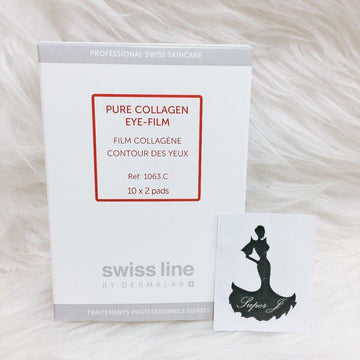 PROFESSIONAL SWISS SKINCARE
PURE COLLAGEN
EYE-FILM
FILM COLLAGÈNE
CONTOUR DES YEUX
Ref: 1063 C
10 x 2 pads
swiss line
BY DERMALAB
TRAITEMENTS PROFESSIONNELS SUISSES
Super J